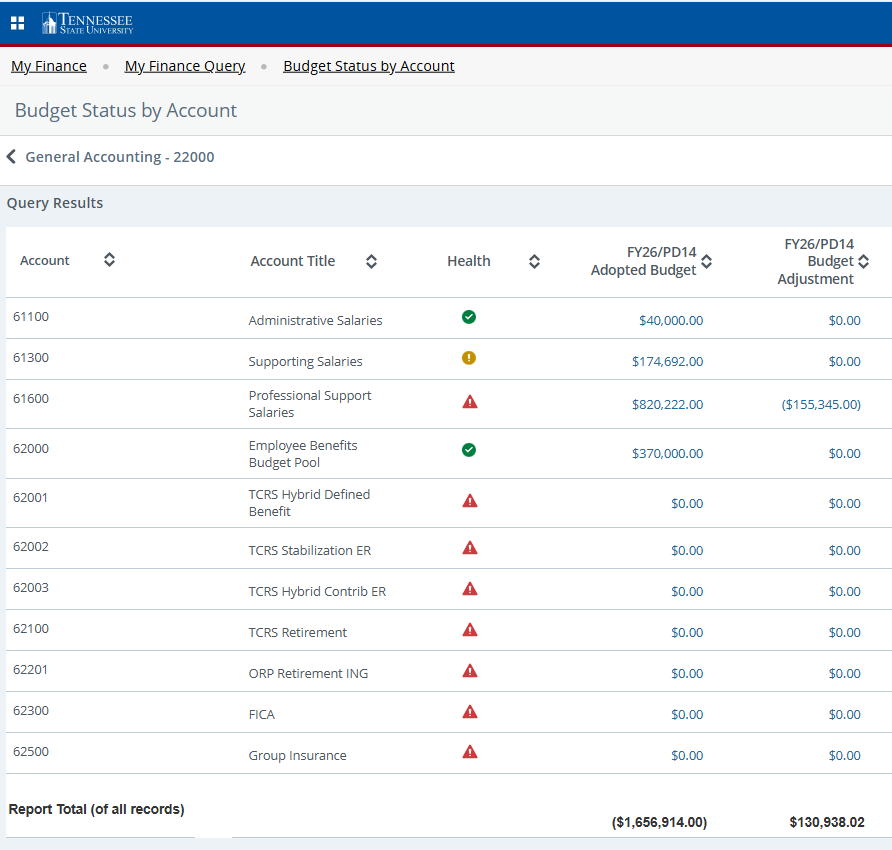 TENNESSEE
STATE UNIVERSITY
My Finance • My Finance Query • Budget Status by Account
Budget Status by Account
General Accounting - 22000
Query Results
Account Account Title Health FY26/PD14 Adopted Budget FY26/PD14 Budget Adjustment
61100 Administrative Salaries $40,000.00 $0.00
61300 Supporting Salaries $174,692.00 $0.00
61600 Professional Support Salaries $820,222.00 ($155,345.00)
62000 Employee Benefits Budget Pool $370,000.00 $0.00
62001 TCRS Hybrid Defined Benefit $0.00 $0.00
62002 TCRS Stabilization ER $0.00 $0.00
62003 TCRS Hybrid Contrib ER $0.00 $0.00
62100 TCRS Retirement $0.00 $0.00
62201 ORP Retirement ING $0.00 $0.00
62300 FICA $0.00 $0.00
62500 Group Insurance $0.00 $0.00
Report Total (of all records) ($1,656,914.00) $130,938.02